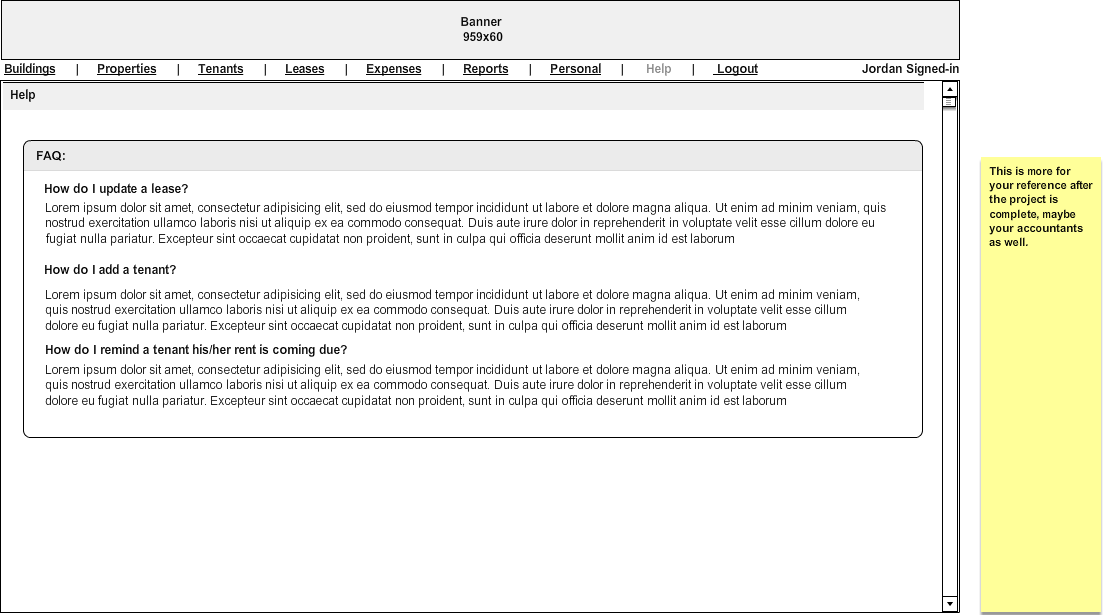 Banner
959x60
Buildings | Properties | Tenants | Leases | Expenses | Reports | Personal | Help | Logout Jordan Signed-in
Help
FAQ:
How do I update a lease?
Lorem ipsum dolor sit amet, consectetur adipisicing elit, sed do eiusmod tempor incididunt ut labore et dolore magna aliqua. Ut enim ad minim veniam, quis
nostrud exercitation ullamco laboris nisi ut aliquip ex ea commodo consequat. Duis aute irure dolor in reprehenderit in voluptate velit esse cillum dolore eu
fugiat nulla pariatur. Excepteur sint occaecat cupidatat non proident, sunt in culpa qui officia deserunt mollit anim id est laborum
How do I add a tenant?
Lorem ipsum dolor sit amet, consectetur adipisicing elit, sed do eiusmod tempor incididunt ut labore et dolore magna aliqua. Ut enim ad minim veniam,
quis nostrud exercitation ullamco laboris nisi ut aliquip ex ea commodo consequat. Duis aute irure dolor in reprehenderit in voluptate velit esse cillum
dolore eu fugiat nulla pariatur. Excepteur sint occaecat cupidatat non proident, sunt in culpa qui officia deserunt mollit anim id est laborum
How do I remind a tenant his/her rent is coming due?
Lorem ipsum dolor sit amet, consectetur adipisicing elit, sed do eiusmod tempor incididunt ut labore et dolore magna aliqua. Ut enim ad minim veniam,
quis nostrud exercitation ullamco laboris nisi ut aliquip ex ea commodo consequat. Duis aute irure dolor in reprehenderit in voluptate velit esse cillum
dolore eu fugiat nulla pariatur. Excepteur sint occaecat cupidatat non proident, sunt in culpa qui officia deserunt mollit anim id est laborum
This is more for
your reference after
the project is
complete, maybe
your accountants
as well.